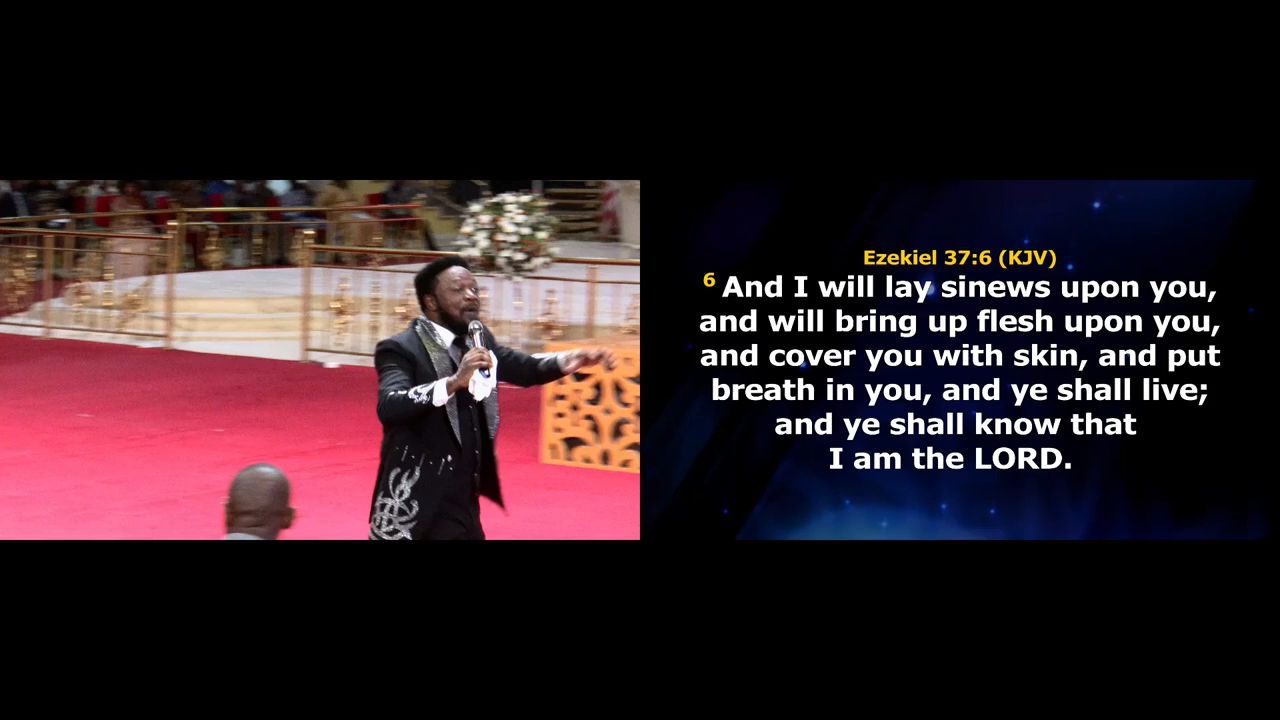 Ezekiel 37:6 (KJV)
6 And I will lay sinews upon you,
and will bring up flesh upon you,
and cover you with skin, and put
breath in you, and ye shall live;
and ye shall know that
I am the LORD.